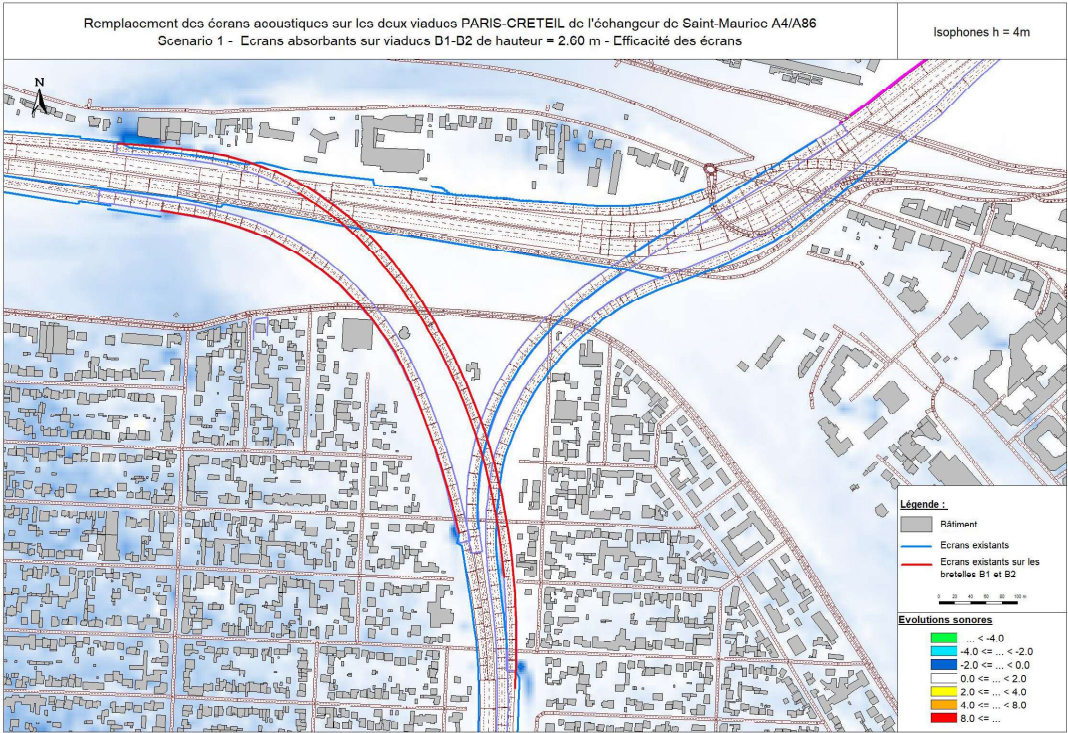 Remplacement des écrans acoustiques sur les deux viaducs PARIS-CRETEIL de l'échangeur de Saint-Maurice A4/A86
Scenario 1 - Ecrans absorbants sur viaducs B1-B2 de hauteur = 2.60 m - Efficacité des écrans
Isophones h = 4m
N
Légende :
Bâtiment
Ecrans existants
Ecrans existants sur les
bretelles B1 et B2
0 20 40 60 80 100 m
Evolutions sonores
... < -4.0
-4.0 <= ... < -2.0
-2.0 <= ... < 0.0
0.0 <= ... < 2.0
2.0 <= ... < 4.0
4.0 <= ... < 8.0
8.0 <= ...